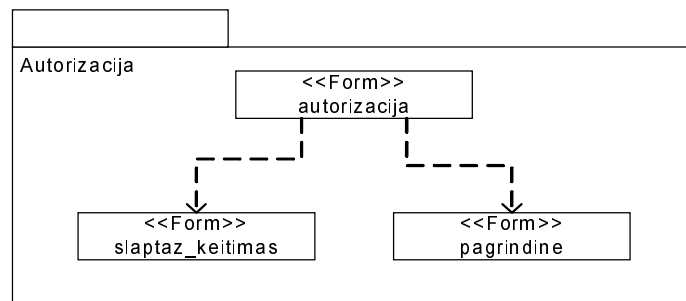 Autorizacija
<<Form>>
autorizacija
<<Form>>
slaptaz_keitimas
<<Form>>
pagrindine